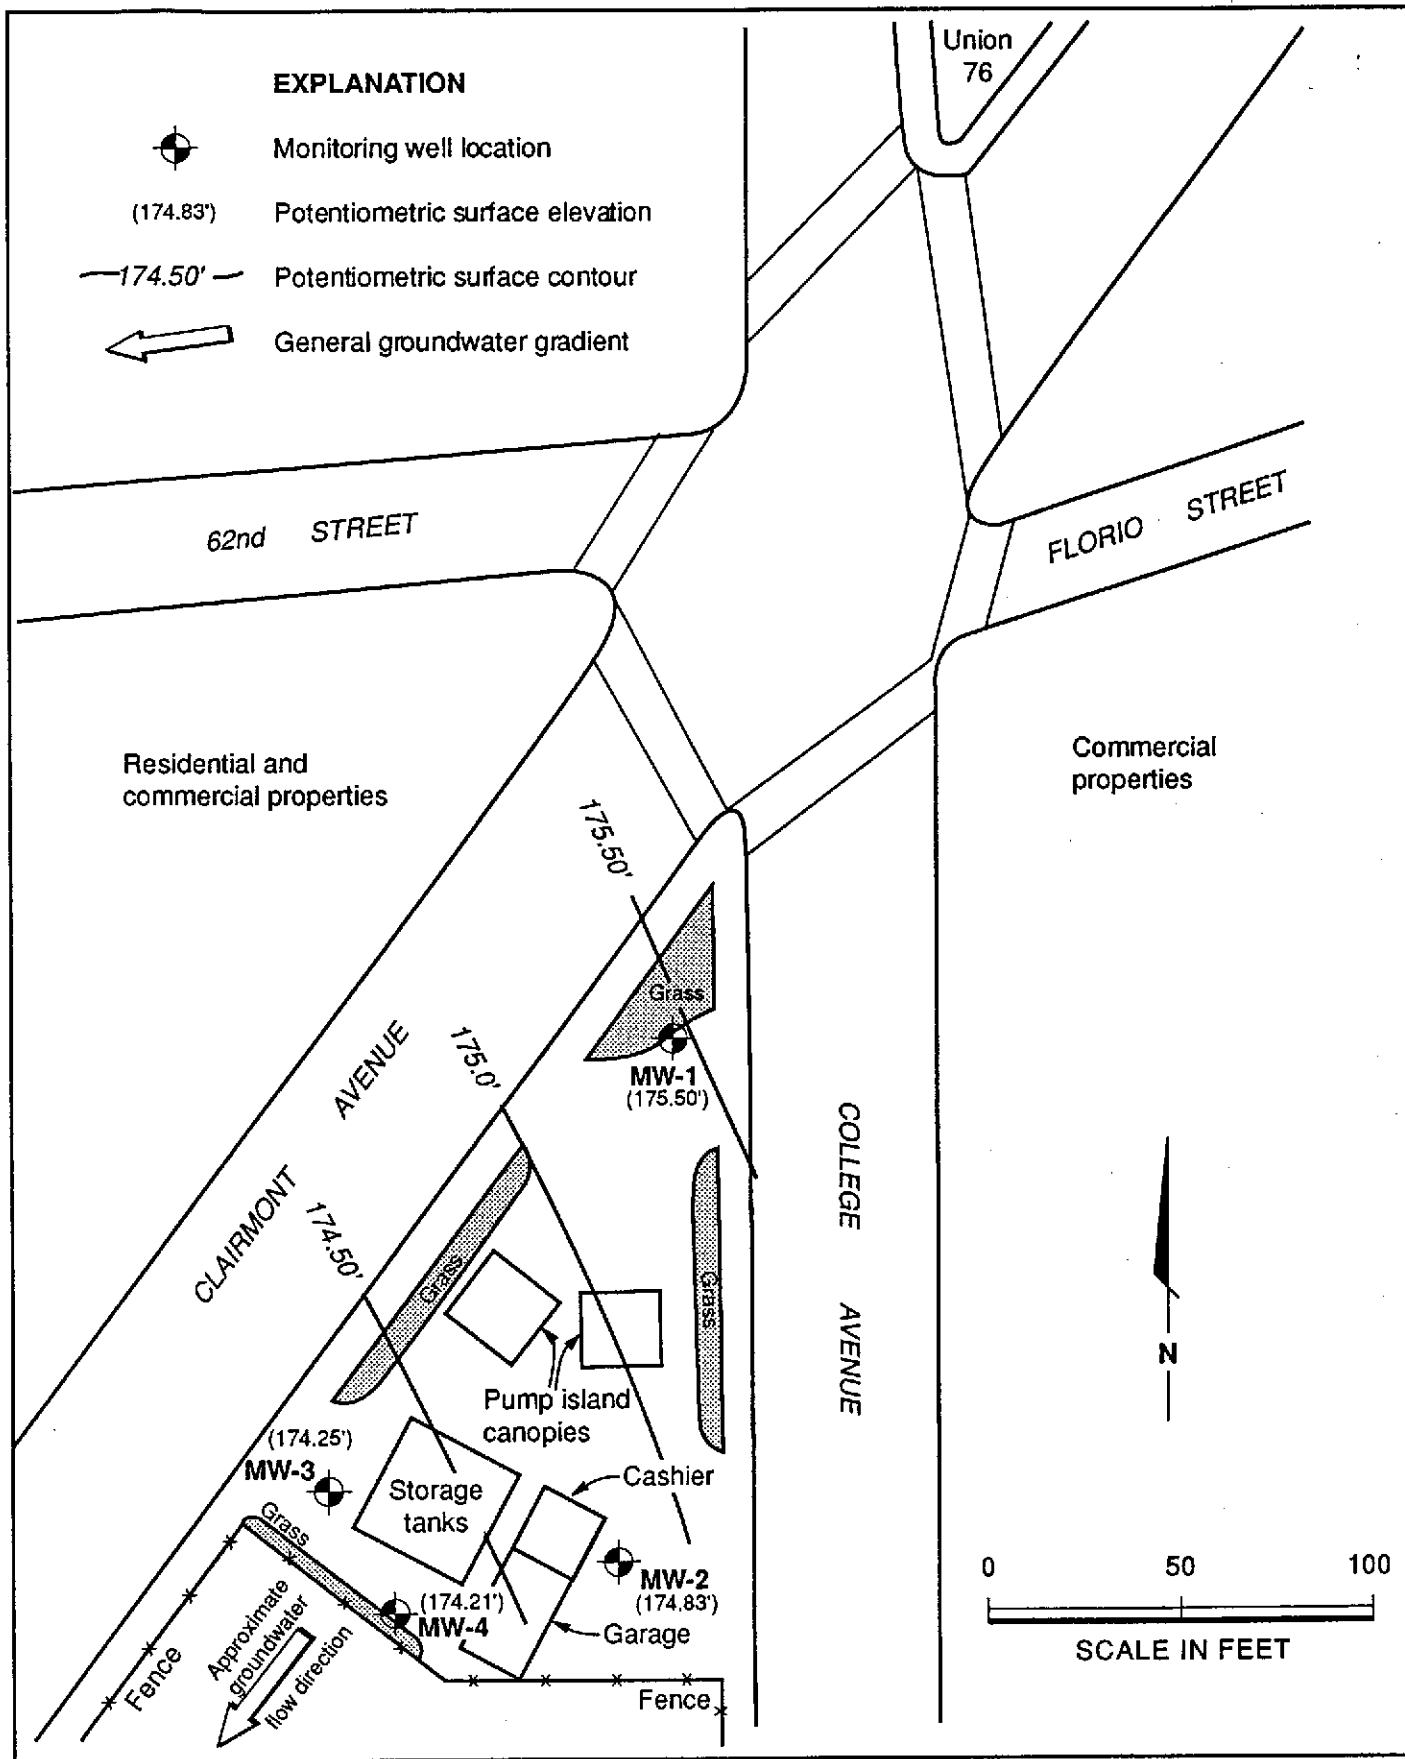 Union
76
EXPLANATION
Monitoring well location
(174.83') Potentiometric surface elevation
174.50' Potentiometric surface contour
General groundwater gradient
62nd STREET
FLORIO STREET
Residential and
commercial properties
Commercial
properties
175.50'
Grass
MW-1
(175.50')
175.0'
CLAIRMONT AVENUE
174.50'
Grass
Grass
COLLEGE AVENUE
N
Pump island
canopies
(174.25')
MW-3
Storage
tanks
Cashier
Grass
MW-2
(174.83')
(174.21')
MW-4
Garage
Approximate
groundwater
flow direction
Fence
Fence
0 50 100
SCALE IN FEET